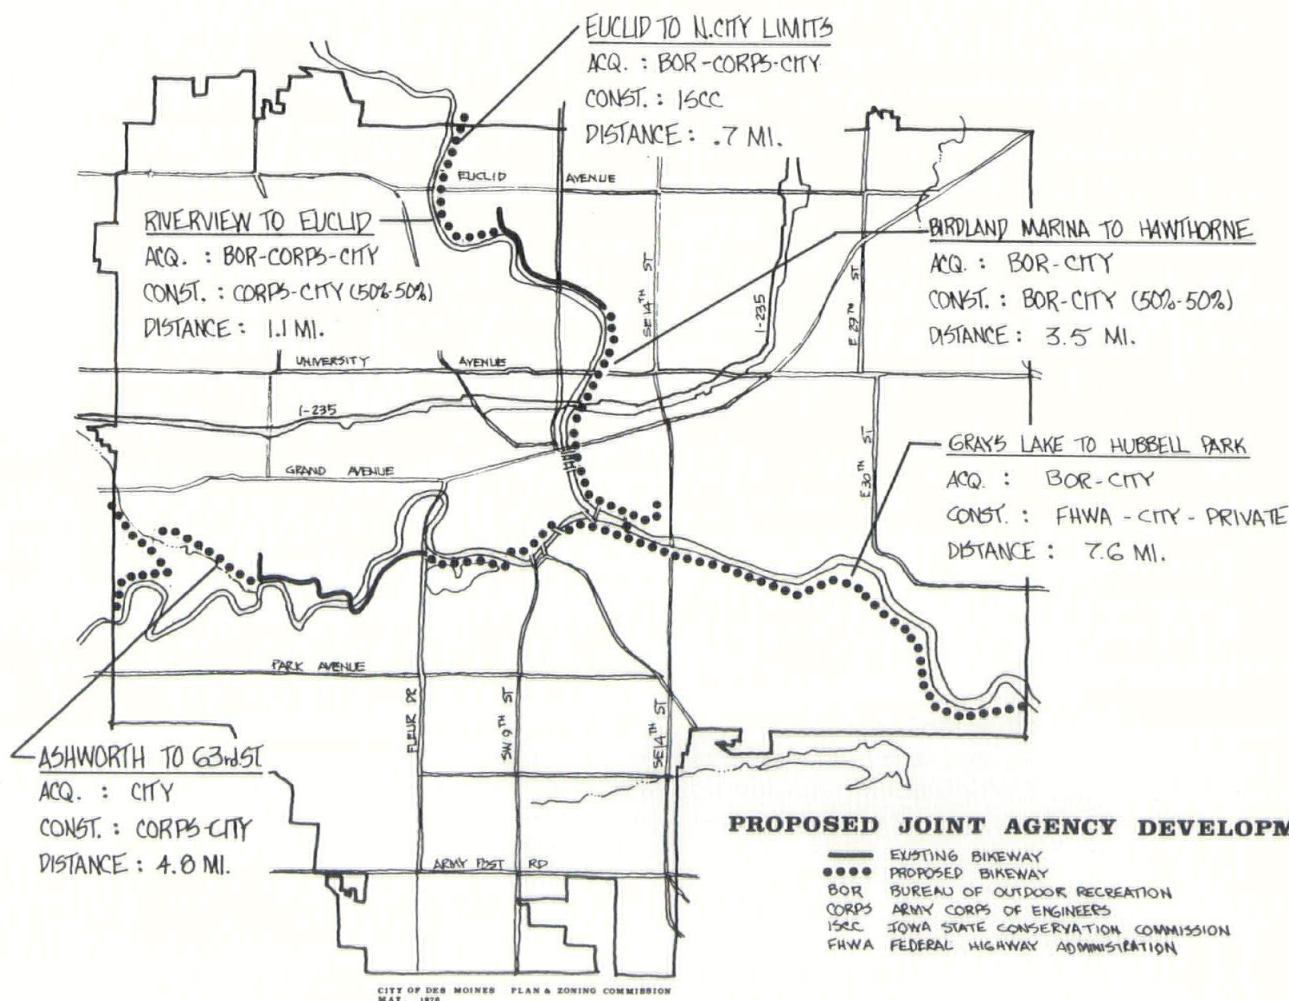 EUCLID TO N.CITY LIMITS
ACQ. : BOR-CORPS-CITY
CONST. : ISCC
DISTANCE : .7 MI.
EUCLID AVENUE
RIVERVIEW TO EUCLID
ACQ. : BOR-CORPS-CITY
CONST. : CORPS-CITY (50%-50%)
DISTANCE : 1.1 MI.
BIRDLAND MARINA TO HAWTHORNE
ACQ. : BOR-CITY
CONST. : BOR-CITY (50%-50%)
DISTANCE : 3.5 MI.
SE 14TH ST
I-235
E 29TH ST
UNIVERSITY AVENUE
I-235
GRAND AVENUE
E 30TH ST
GRAYS LAKE TO HUBBELL PARK
ACQ. : BOR-CITY
CONST. : FHWA - CITY - PRIVATE
DISTANCE : 7.6 MI.
PARK AVENUE
FLEUR DR
SW 9TH ST
SE 14TH ST
ASHWORTH TO 63rd ST
ACQ. : CITY
CONST. : CORPS-CITY
DISTANCE : 4.8 MI.
ARMY POST RD
PROPOSED JOINT AGENCY DEVELOPM
EXISTING BIKEWAY
PROPOSED BIKEWAY
BOR BUREAU OF OUTDOOR RECREATION
CORPS ARMY CORPS OF ENGINEERS
ISCC IOWA STATE CONSERVATION COMMISSION
FHWA FEDERAL HIGHWAY ADMINISTRATION
CITY OF DES MOINES PLAN & ZONING COMMISSION
MAY